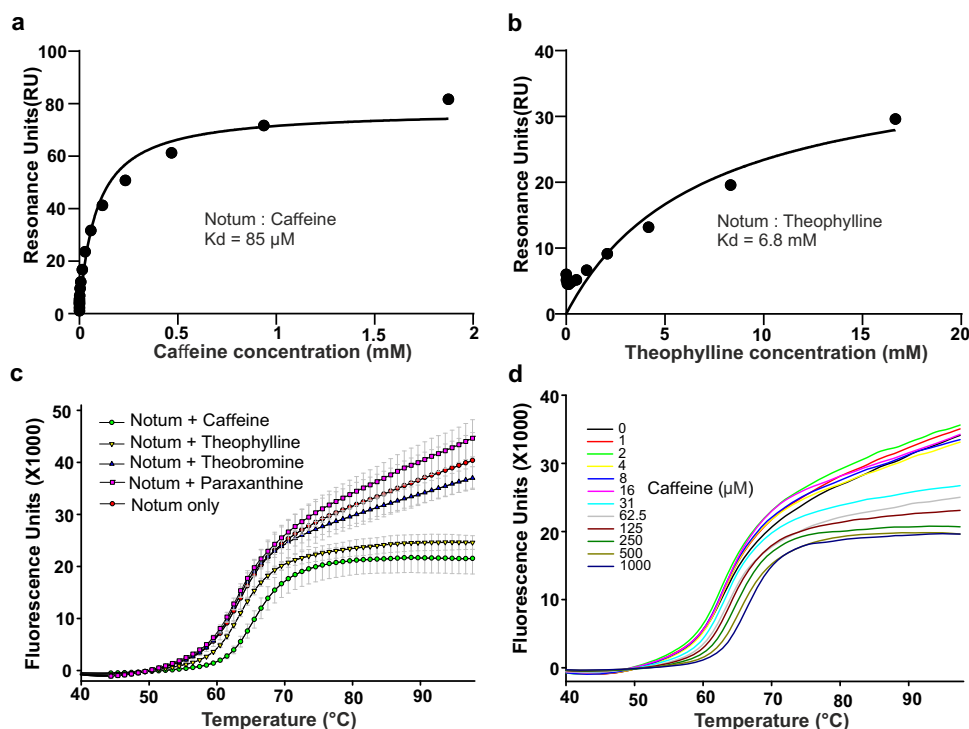 a
100
80
60
40
20
0
Resonance Units(RU)
Notum : Caffeine
Kd = 85 µM
0
0.5
1
1.5
2
Caffeine concentration (mM)
b
40
30
20
10
0
Resonance Units(RU)
Notum : Theophylline
Kd = 6.8 mM
0
5
10
15
20
Theophylline concentration (mM)
c
50
40
30
20
10
0
Fluorescence Units (X1000)
Notum + Caffeine
Notum + Theophylline
Notum + Theobromine
Notum + Paraxanthine
Notum only
40
50
60
70
80
90
Temperature (°C)
d
40
30
20
10
0
Fluorescence Units (X1000)
0
1
2
4
8
16
31
62.5
125
250
500
1000
Caffeine (µM)
40
50
60
70
80
90
Temperature (°C)